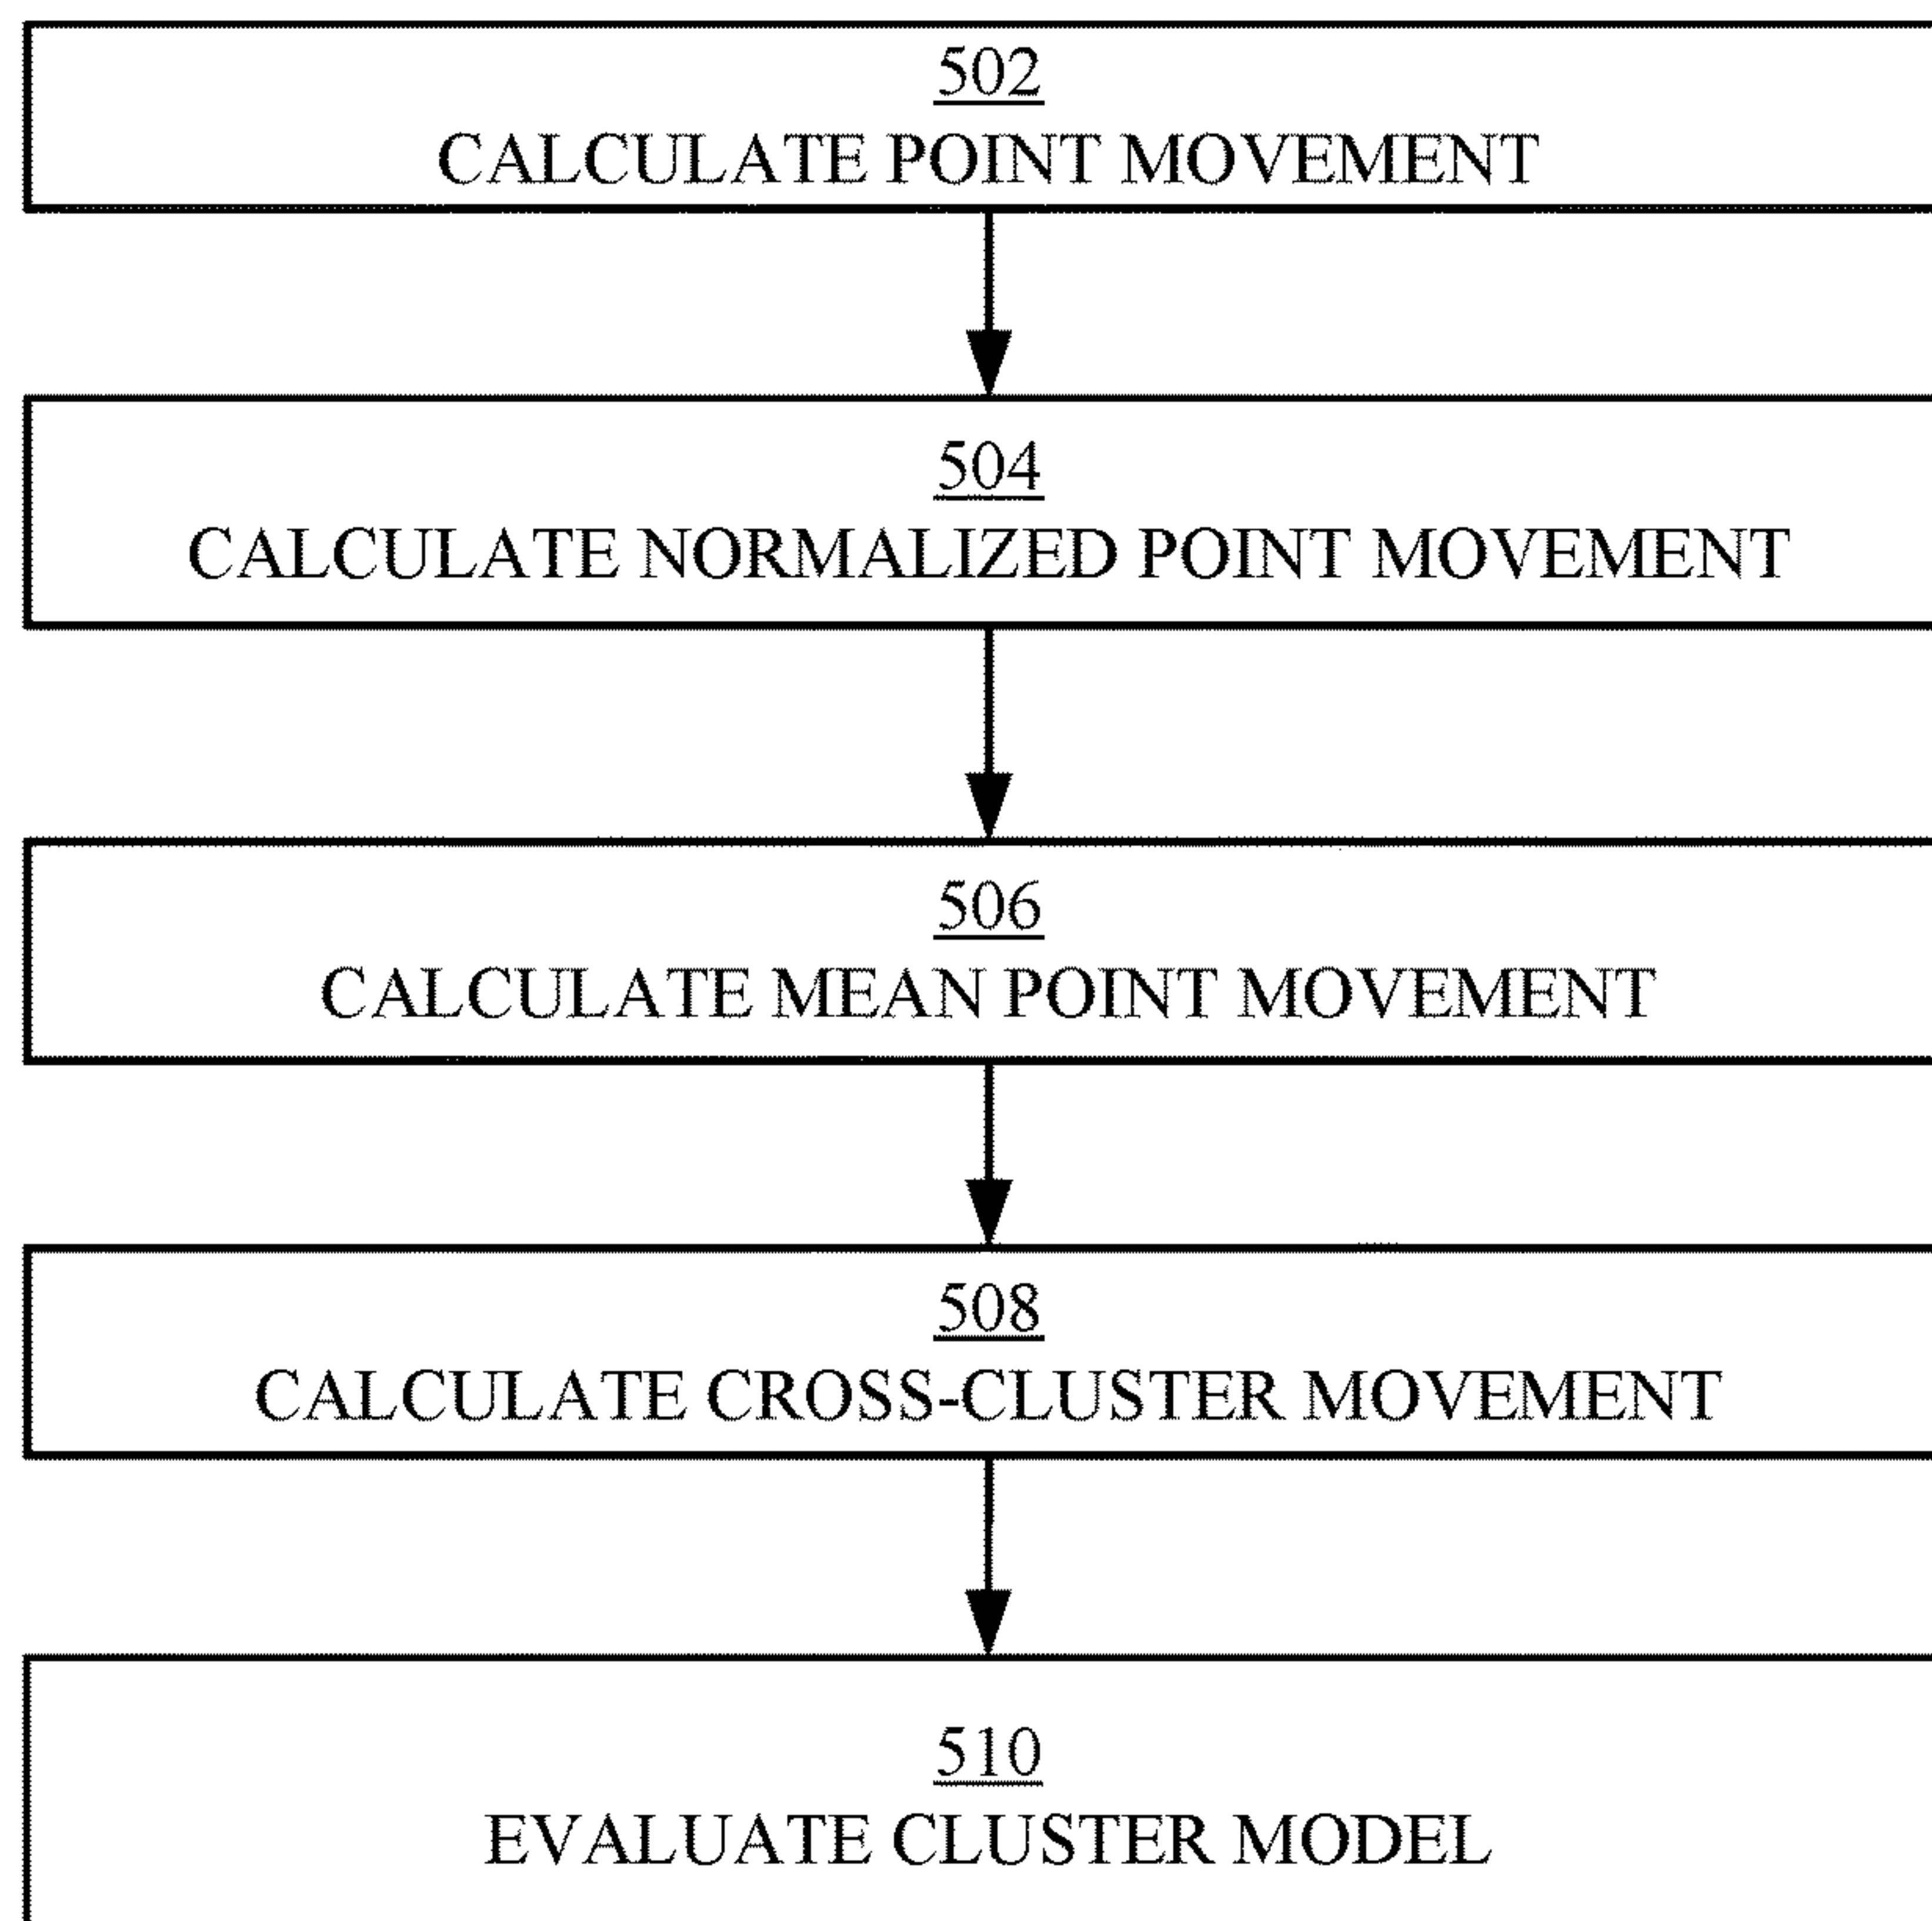 502
CALCULATE POINT MOVEMENT
504
CALCULATE NORMALIZED POINT MOVEMENT
506
CALCULATE MEAN POINT MOVEMENT
508
CALCULATE CROSS-CLUSTER MOVEMENT
510
EVALUATE CLUSTER MODEL